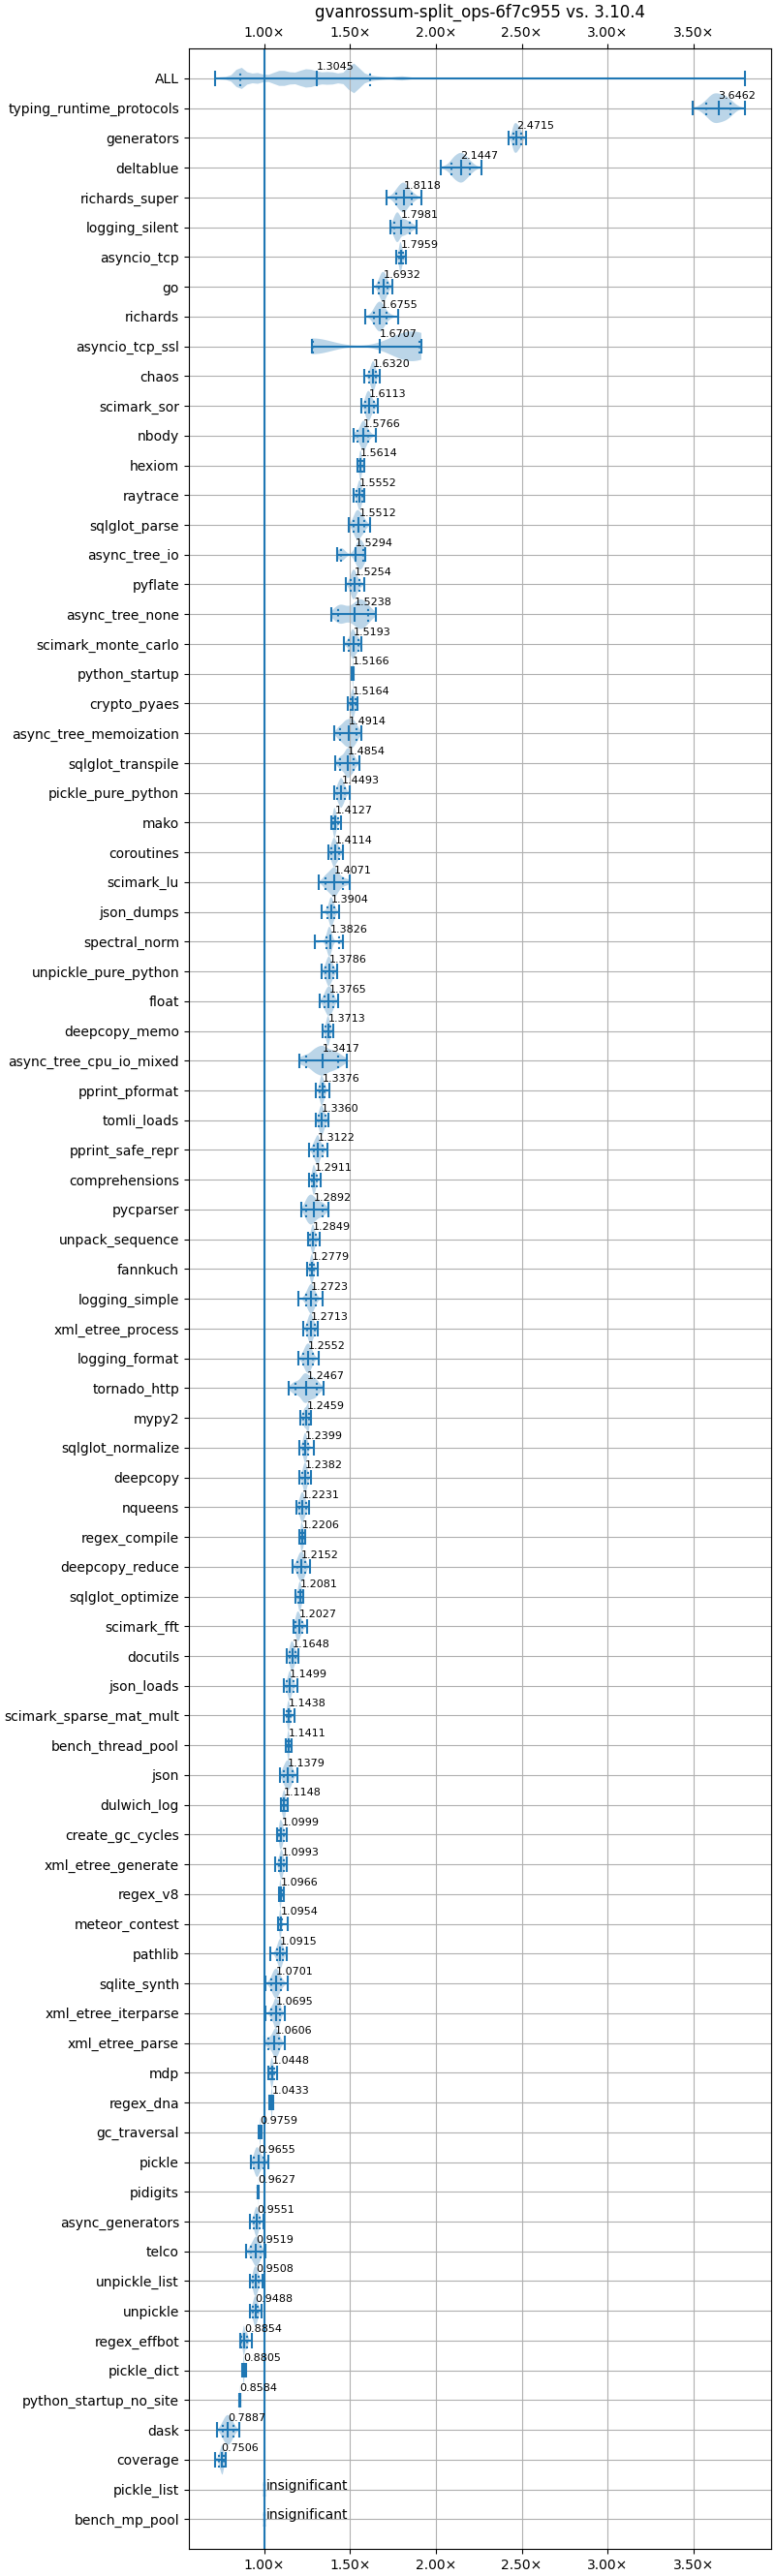 gvanrossum-split_ops-6f7c955 vs. 3.10.4
1.00× 1.50× 2.00× 2.50× 3.00× 3.50×
ALL 1.3045
typing_runtime_protocols 3.6462
generators 2.4715
deltablue 2.1447
richards_super 1.8118
logging_silent 1.7981
asyncio_tcp 1.7959
go 1.6932
richards 1.6755
asyncio_tcp_ssl 1.6707
chaos 1.6320
scimark_sor 1.6113
nbody 1.5766
hexiom 1.5614
raytrace 1.5552
sqlglot_parse 1.5512
async_tree_io 1.5294
pyflate 1.5254
async_tree_none 1.5238
scimark_monte_carlo 1.5193
python_startup 1.5166
crypto_pyaes 1.5164
async_tree_memoization 1.4914
sqlglot_transpile 1.4854
pickle_pure_python 1.4493
mako 1.4127
coroutines 1.4114
scimark_lu 1.4071
json_dumps 1.3904
spectral_norm 1.3826
unpickle_pure_python 1.3786
float 1.3765
deepcopy_memo 1.3713
async_tree_cpu_io_mixed 1.3417
pprint_pformat 1.3376
tomli_loads 1.3360
pprint_safe_repr 1.3122
comprehensions 1.2911
pycparser 1.2892
unpack_sequence 1.2849
fannkuch 1.2779
logging_simple 1.2723
xml_etree_process 1.2713
logging_format 1.2552
tornado_http 1.2467
mypy2 1.2459
sqlglot_normalize 1.2399
deepcopy 1.2382
nqueens 1.2231
regex_compile 1.2206
deepcopy_reduce 1.2152
sqlglot_optimize 1.2081
scimark_fft 1.2027
docutils 1.1648
json_loads 1.1499
scimark_sparse_mat_mult 1.1438
bench_thread_pool 1.1411
json 1.1379
dulwich_log 1.1148
create_gc_cycles 1.0999
xml_etree_generate 1.0993
regex_v8 1.0966
meteor_contest 1.0954
pathlib 1.0915
sqlite_synth 1.0701
xml_etree_iterparse 1.0695
xml_etree_parse 1.0606
mdp 1.0448
regex_dna 1.0433
gc_traversal 0.9759
pickle 0.9655
pidigits 0.9627
async_generators 0.9551
telco 0.9519
unpickle_list 0.9508
unpickle 0.9488
regex_effbot 0.8854
pickle_dict 0.8805
python_startup_no_site 0.8584
dask 0.7887
coverage 0.7506
pickle_list insignificant
bench_mp_pool insignificant
1.00× 1.50× 2.00× 2.50× 3.00× 3.50×